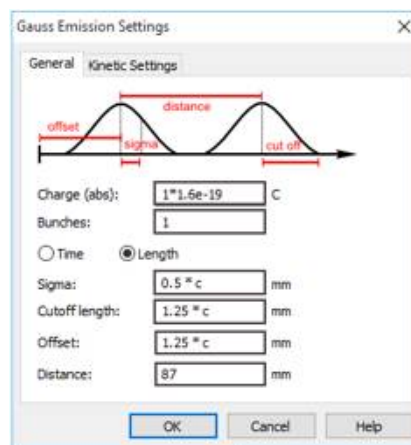 Gauss Emission Settings
General Kinetic Settings
distance
offset
sigma
cut off
Charge (abs): 1*1.6e-19 C
Bunches: 1
Time Length
Sigma: 0.5 * c mm
Cutoff length: 1.25 * c mm
Offset: 1.25 * c mm
Distance: 87 mm
OK Cancel Help